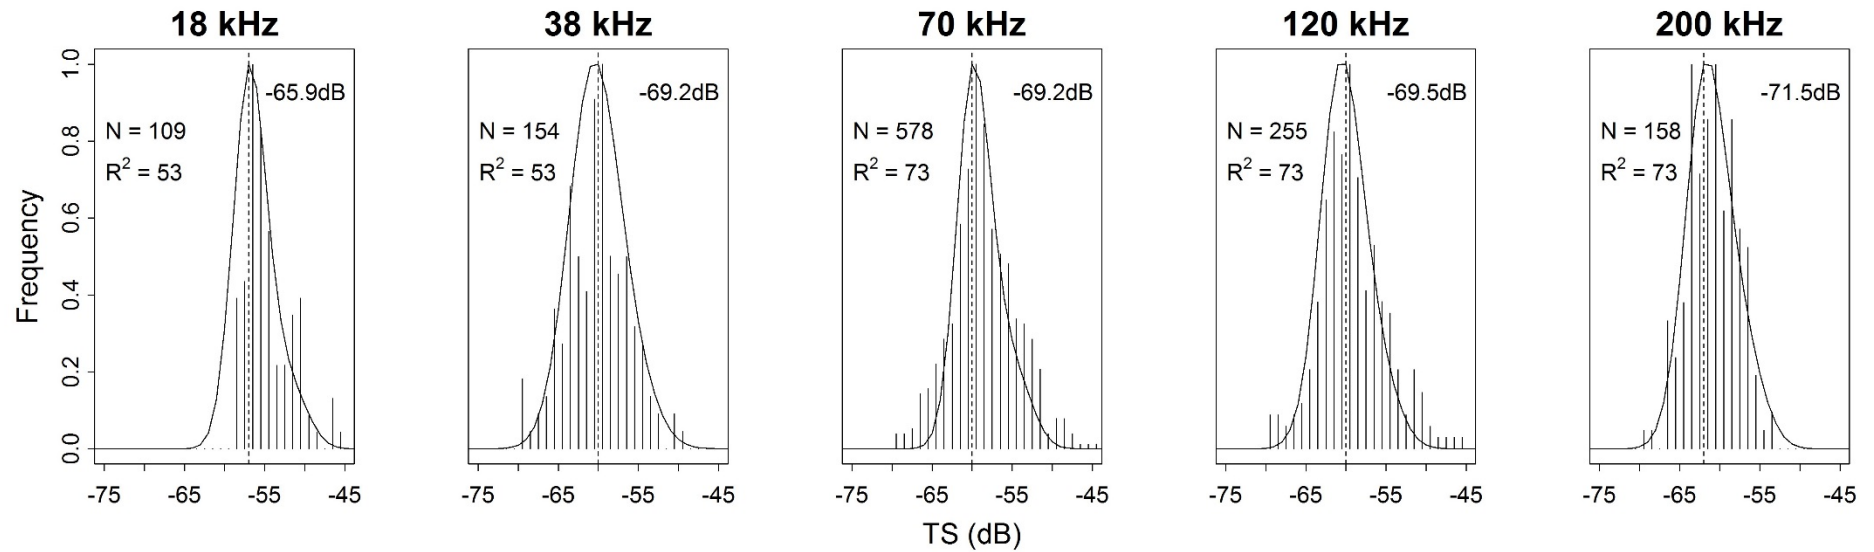 18 kHz
38 kHz
70 kHz
120 kHz
200 kHz
-65.9dB
N = 109
R² = 53
-69.2dB
N = 154
R² = 53
-69.2dB
N = 578
R² = 73
-69.5dB
N = 255
R² = 73
-71.5dB
N = 158
R² = 73
Frequency
1.0
0.8
0.6
0.4
0.2
0.0
-75 -65 -55 -45
-75 -65 -55 -45
-75 -65 -55 -45
-75 -65 -55 -45
-75 -65 -55 -45
TS (dB)